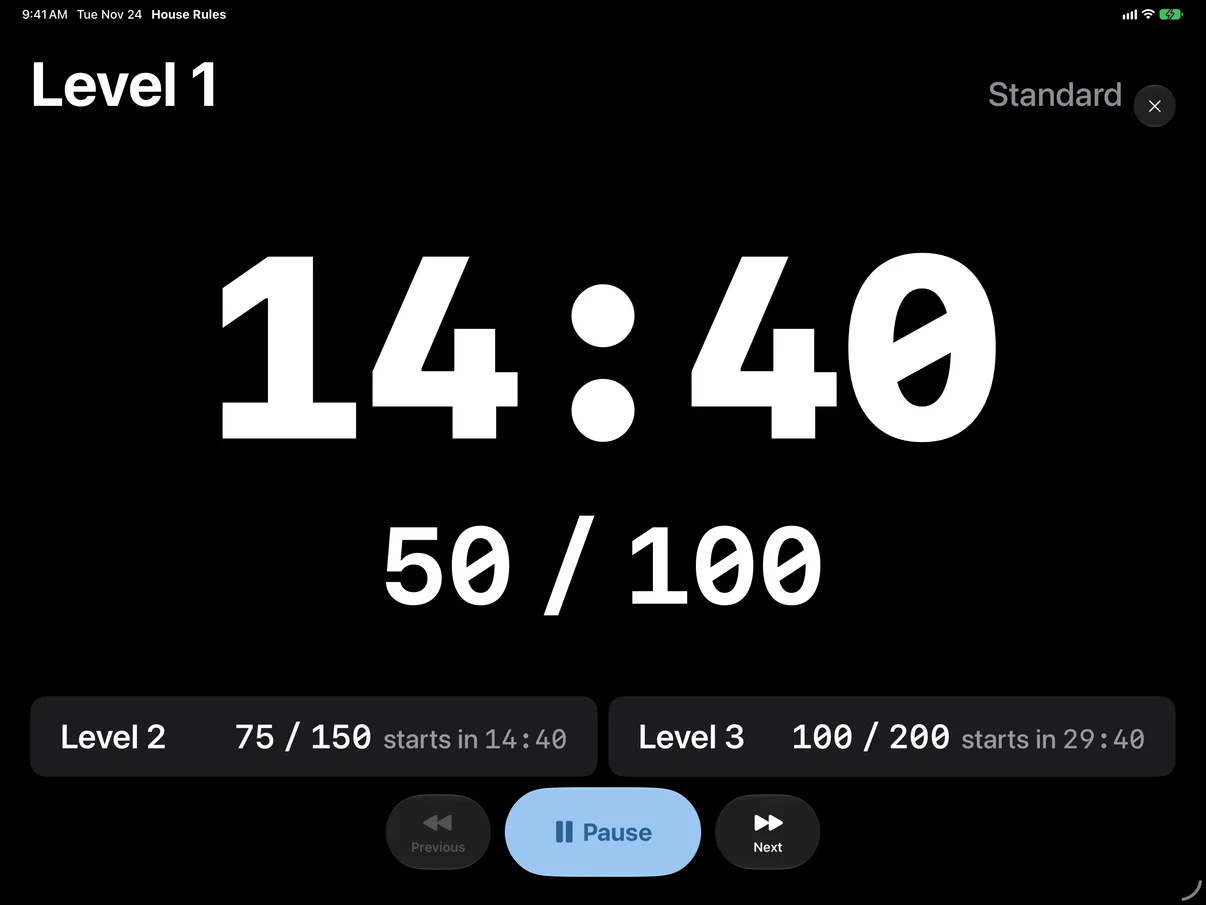 9:41 AM Tue Nov 24 House Rules
Level 1
Standard
14:40
50 / 100
Level 2 75 / 150 starts in 14:40
Level 3 100 / 200 starts in 29:40
Previous
Pause
Next